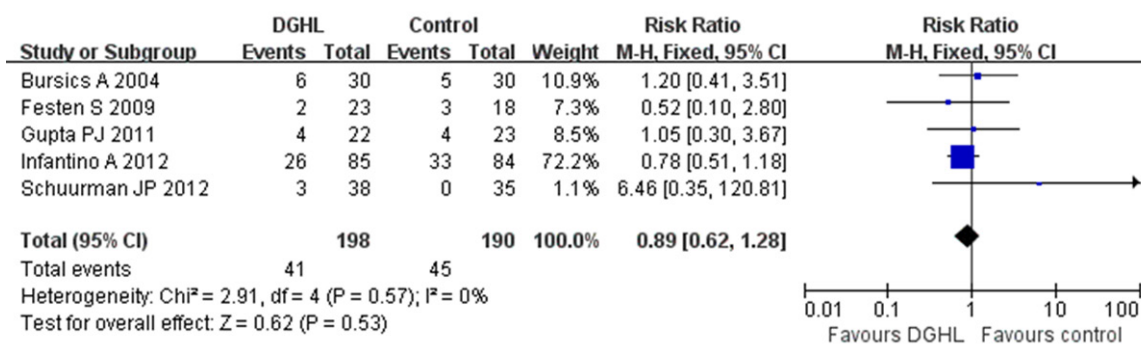 DGHL Control Risk Ratio Risk Ratio
Study or Subgroup Events Total Events Total Weight M-H, Fixed, 95% CI M-H, Fixed, 95% CI
Bursics A 2004 6 30 5 30 10.9% 1.20 [0.41, 3.51]
Festen S 2009 2 23 3 18 7.3% 0.52 [0.10, 2.80]
Gupta PJ 2011 4 22 4 23 8.5% 1.05 [0.30, 3.67]
Infantino A 2012 26 85 33 84 72.2% 0.78 [0.51, 1.18]
Schuurman JP 2012 3 38 0 35 1.1% 6.46 [0.35, 120.81]
Total (95% CI) 198 190 100.0% 0.89 [0.62, 1.28]
Total events 41 45
Heterogeneity: Chi² = 2.91, df = 4 (P = 0.57); I² = 0%
Test for overall effect: Z = 0.62 (P = 0.53)
0.01 0.1 1 10 100
Favours DGHL Favours control